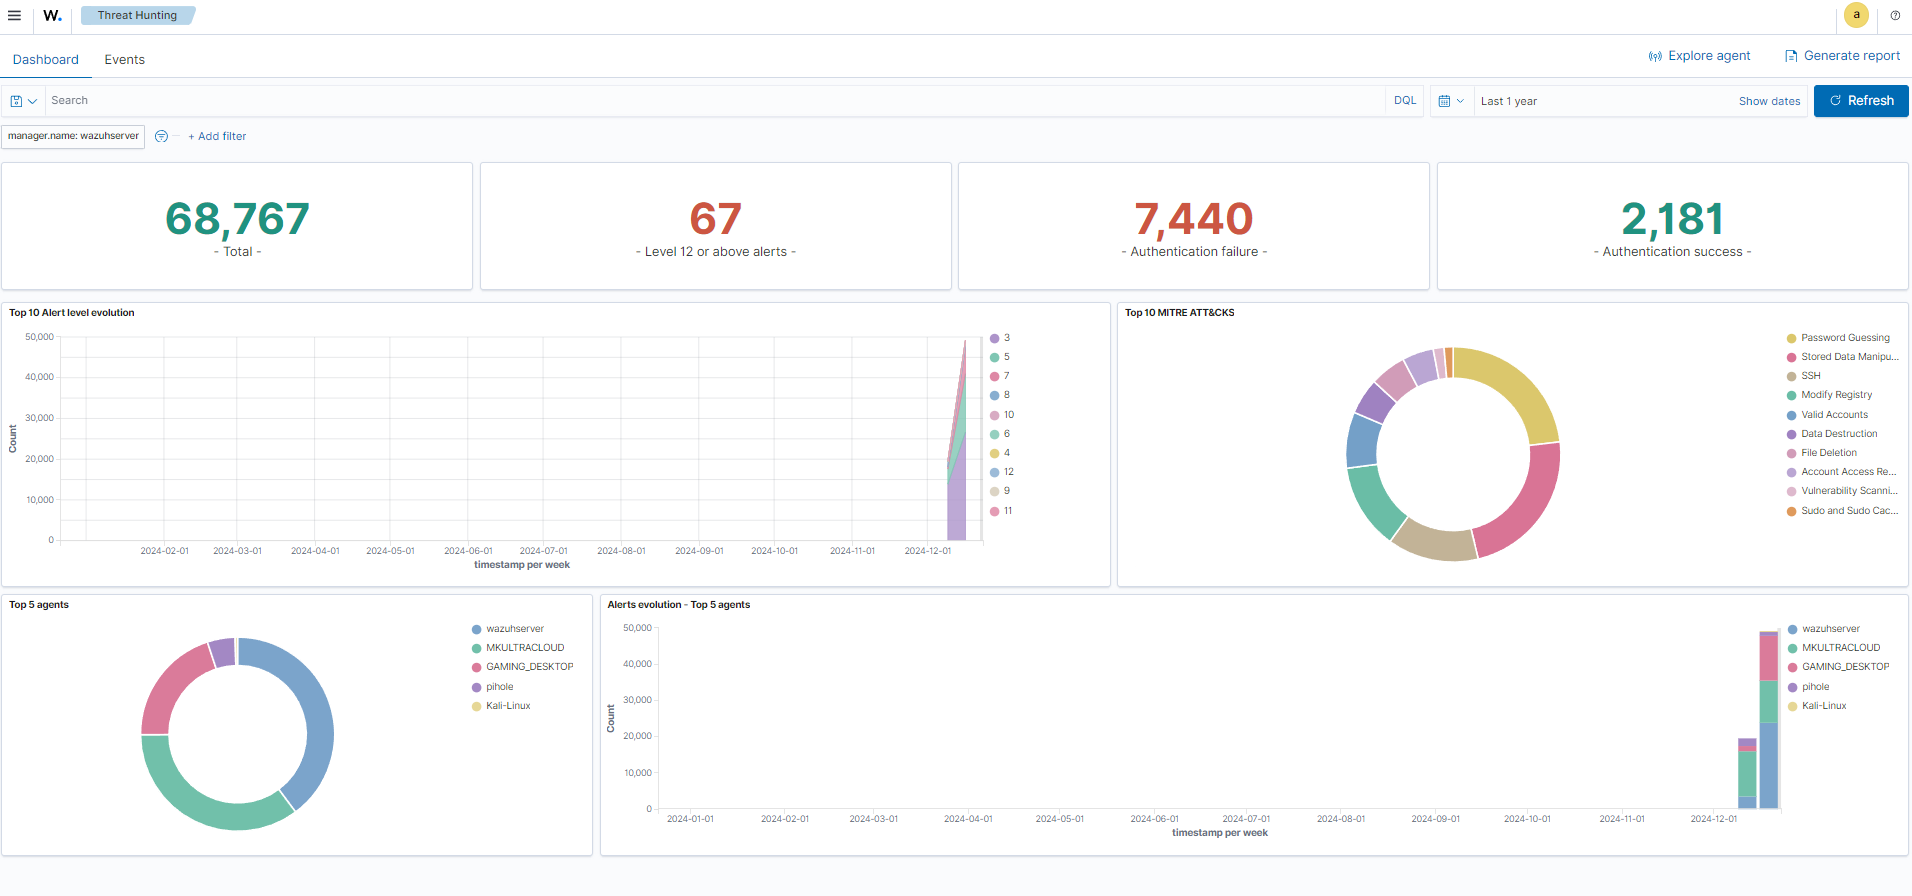 W.
Threat Hunting
a
Dashboard
Events
Explore agent
Generate report
Search
DQL
Last 1 year
Show dates
Refresh
manager.name: wazuhserver
+ Add filter
68,767
- Total -
67
- Level 12 or above alerts -
7,440
- Authentication failure -
2,181
- Authentication success -
Top 10 Alert level evolution
Count
50,000
40,000
30,000
20,000
10,000
0
2024-02-01
2024-03-01
2024-04-01
2024-05-01
2024-06-01
2024-07-01
2024-08-01
2024-09-01
2024-10-01
2024-11-01
2024-12-01
timestamp per week
3
5
7
8
10
6
4
12
9
11
Top 10 MITRE ATT&CKS
Password Guessing
Stored Data Manipu...
SSH
Modify Registry
Valid Accounts
Data Destruction
File Deletion
Account Access Re...
Vulnerability Scanni...
Sudo and Sudo Cac...
Top 5 agents
wazuhserver
MKULTRACLOUD
GAMING_DESKTOP
pihole
Kali-Linux
Alerts evolution - Top 5 agents
Count
50,000
40,000
30,000
20,000
10,000
0
2024-01-01
2024-02-01
2024-03-01
2024-04-01
2024-05-01
2024-06-01
2024-07-01
2024-08-01
2024-09-01
2024-10-01
2024-11-01
2024-12-01
timestamp per week
wazuhserver
MKULTRACLOUD
GAMING_DESKTOP
pihole
Kali-Linux